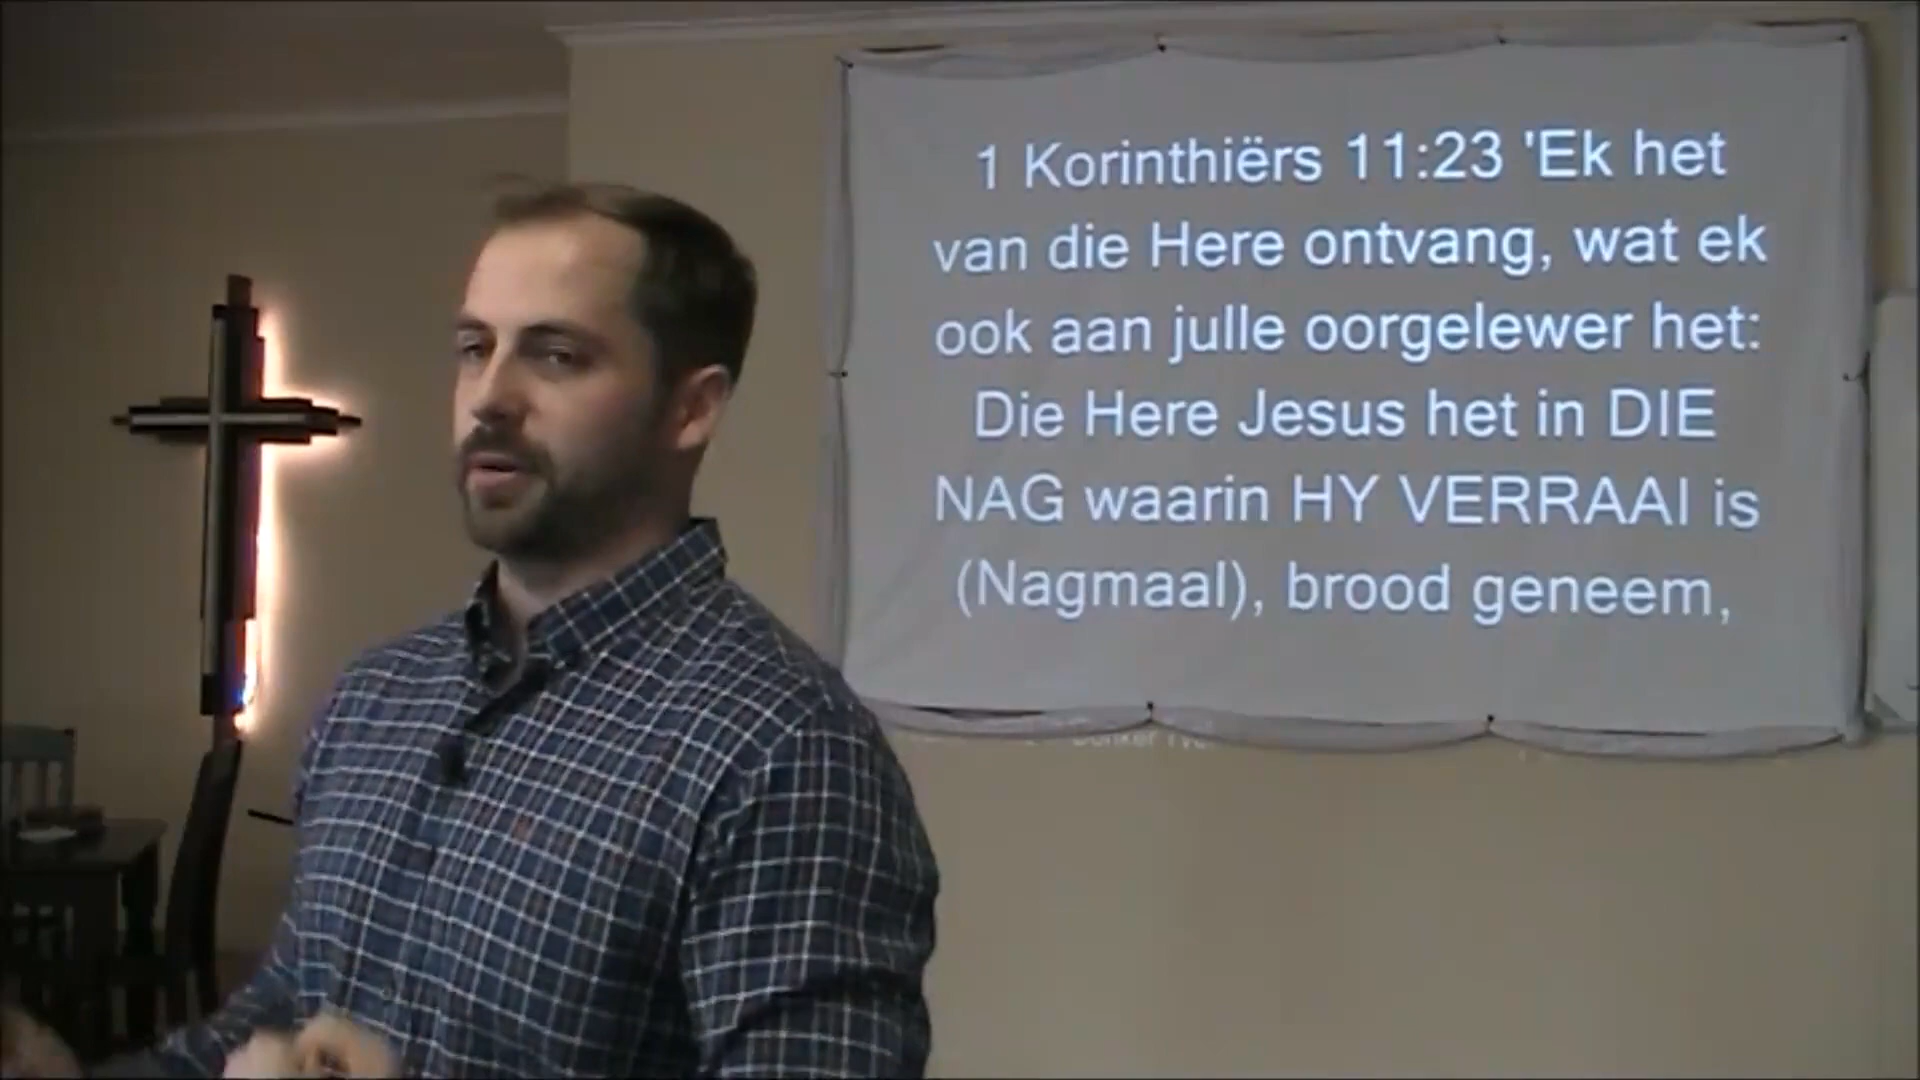 1 Korinthiërs 11:23 'Ek het
van die Here ontvang, wat ek
ook aan julle oorgelewer het:
Die Here Jesus het in DIE
NAG waarin HY VERRAAI is
(Nagmaal), brood geneem,